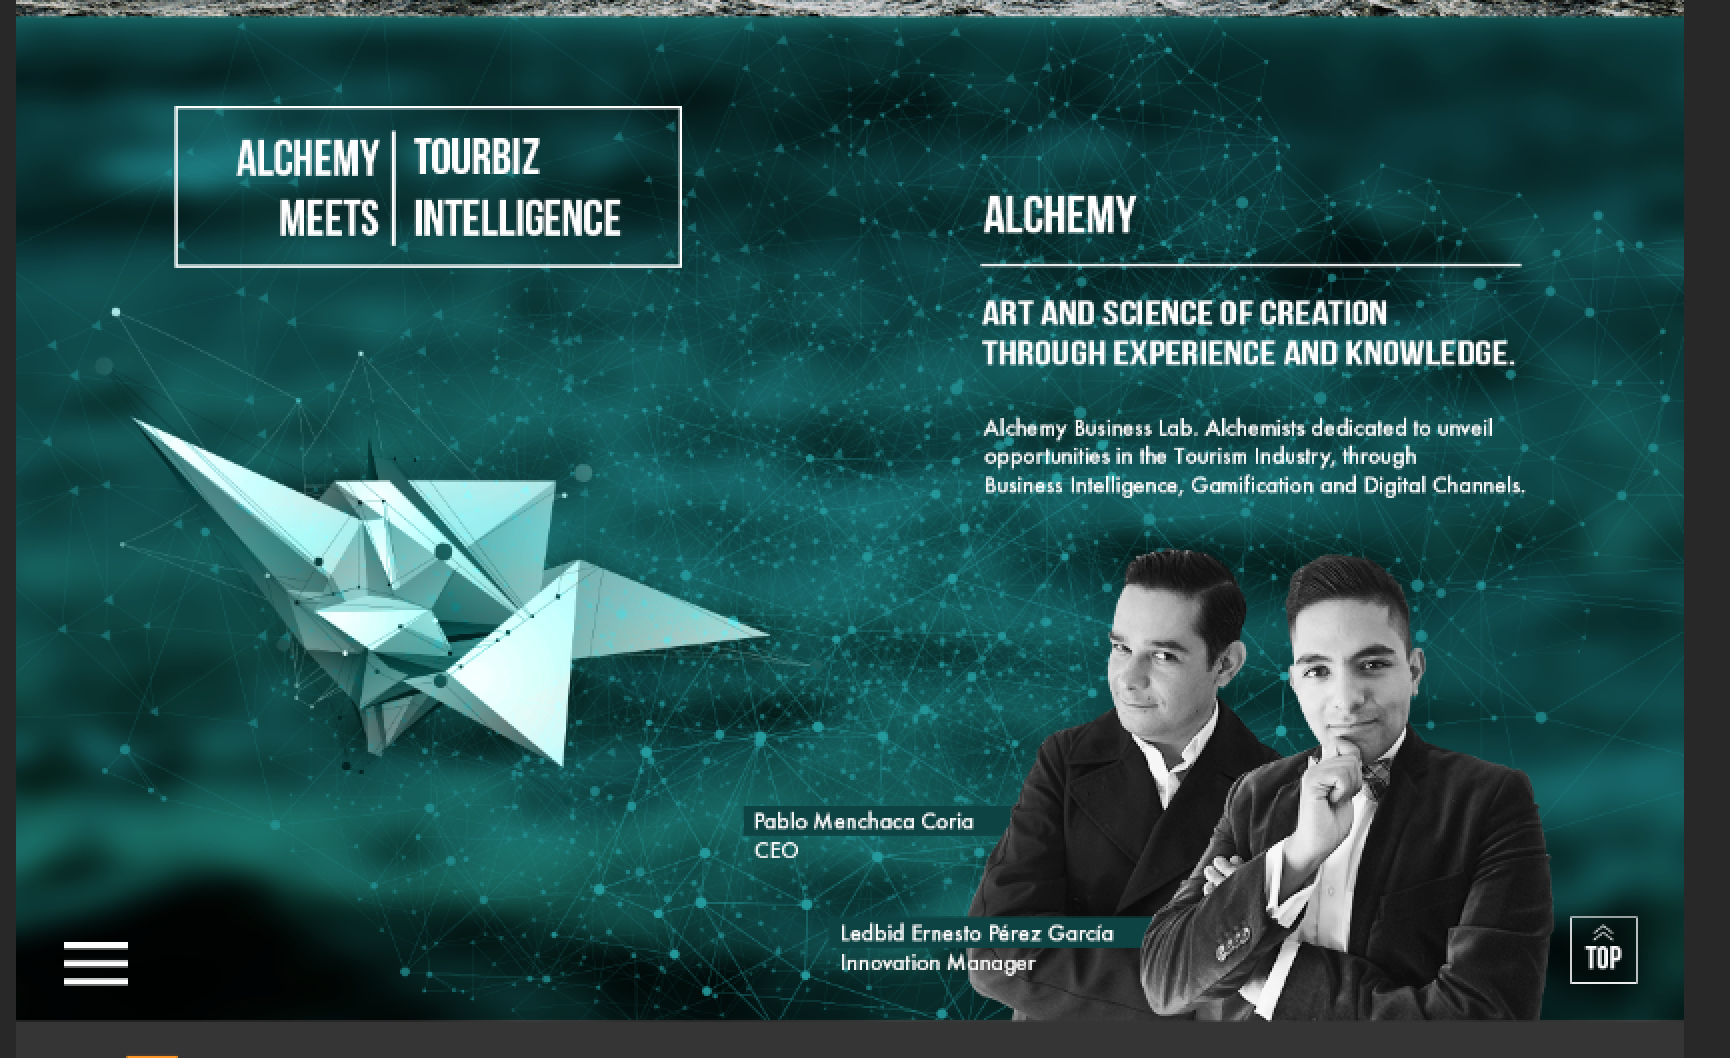 ALCHEMY
MEETS
TOURBIZ
INTELLIGENCE
ALCHEMY
ART AND SCIENCE OF CREATION
THROUGH EXPERIENCE AND KNOWLEDGE.
Alchemy Business Lab. Alchemists dedicated to unveil
opportunities in the Tourism Industry, through
Business Intelligence, Gamification and Digital Channels.
Pablo Menchaca Coria
CEO
Ledbid Ernesto Pérez García
Innovation Manager
TOP